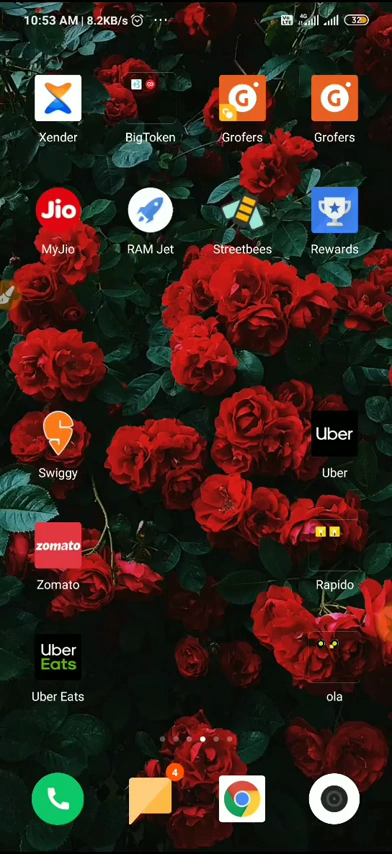 10:53 AM | 8.2KB/s ...
4G
32
Xender
BigToken
G
Grofers
G
Grofers
Jio
MyJio
RAM Jet
Streetbees
Rewards
Swiggy
Uber
Uber
zomato
Zomato
Rapido
Uber
Eats
Uber Eats
ola
4